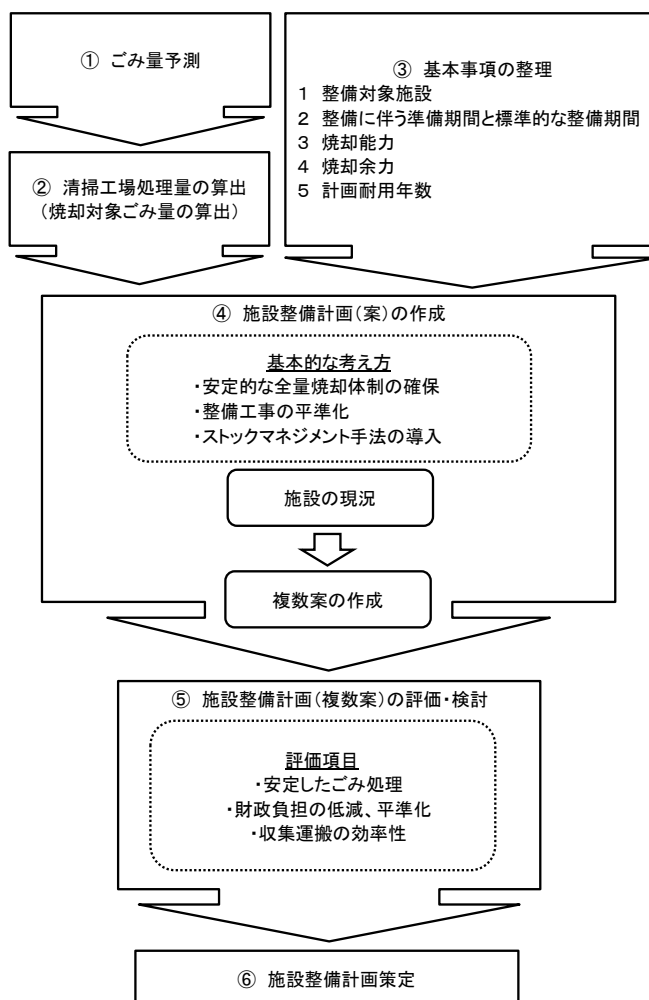 ① ごみ量予測
② 清掃工場処理量の算出
(焼却対象ごみ量の算出)
③ 基本事項の整理
1 整備対象施設
2 整備に伴う準備期間と標準的な整備期間
3 焼却能力
4 焼却余力
5 計画耐用年数
④ 施設整備計画(案)の作成
基本的な考え方
・安定的な全量焼却体制の確保
・整備工事の平準化
・ストックマネジメント手法の導入
施設の現況
複数案の作成
⑤ 施設整備計画(複数案)の評価・検討
評価項目
・安定したごみ処理
・財政負担の低減、平準化
・収集運搬の効率性
⑥ 施設整備計画策定